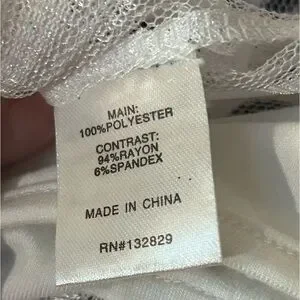 MAIN:
100%POLYESTER
CONTRAST:
94%RAYON
6%SPANDEX
MADE IN CHINA
RN#132829